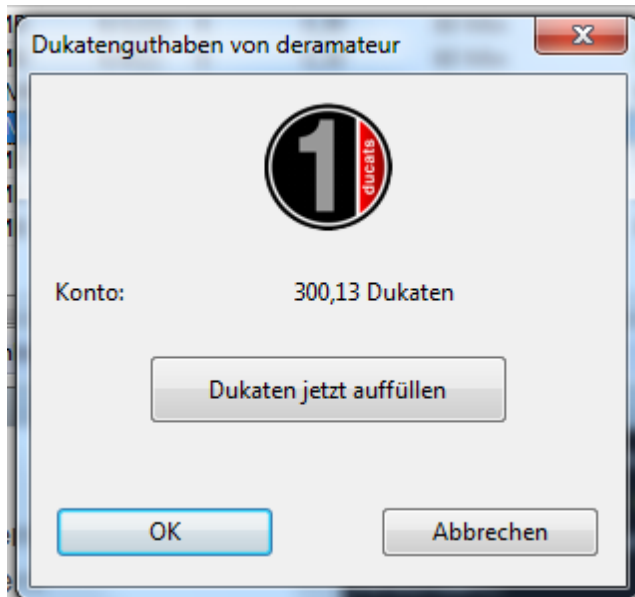 Dukatenguthaben von deramateur
1
ducats
Konto: 300,13 Dukaten
Dukaten jetzt auffüllen
OK Abbrechen